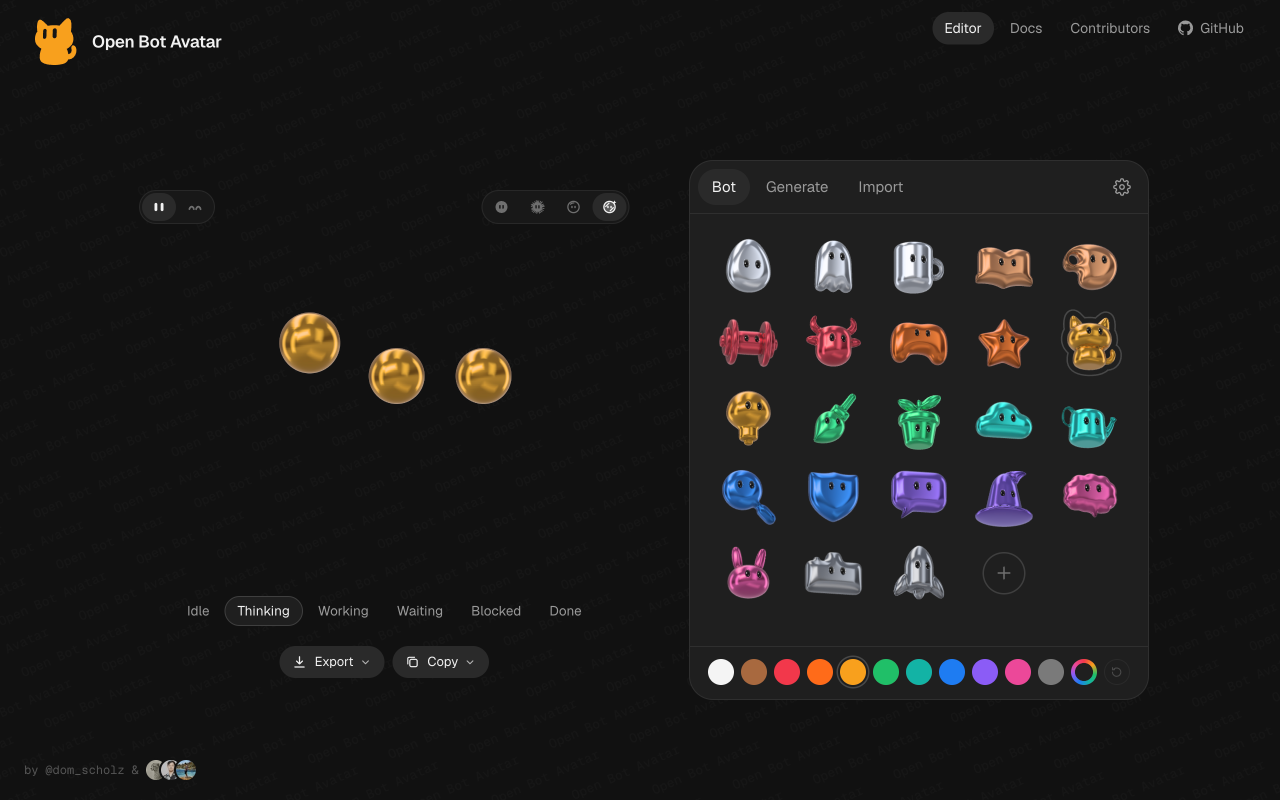 Open Bot Avatar
Editor
Docs
Contributors
GitHub
Bot
Generate
Import
Idle
Thinking
Working
Waiting
Blocked
Done
Export
Copy
by @dom_scholz &